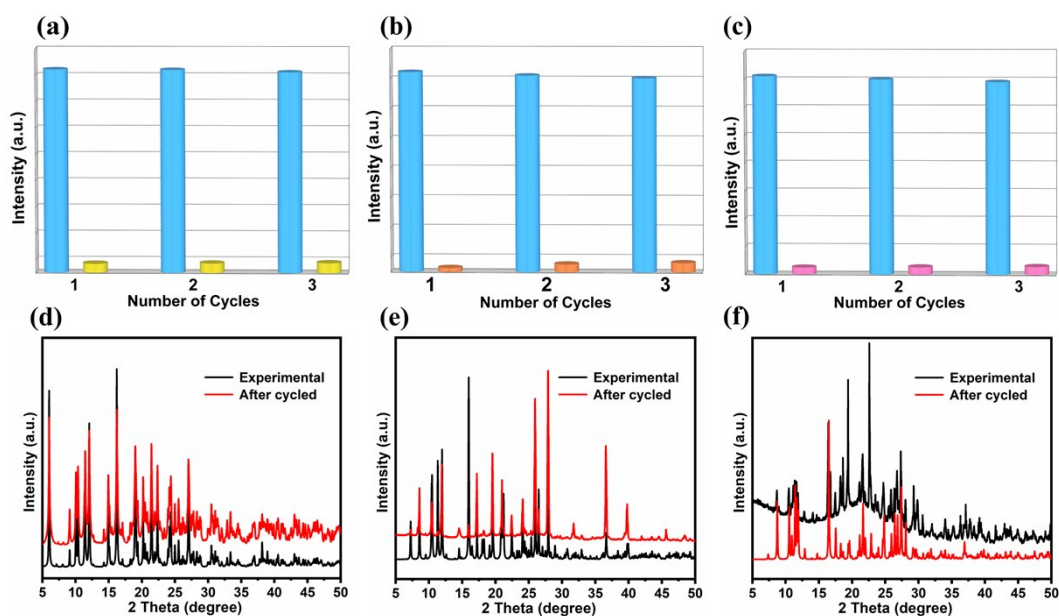 (a)
Intensity (a.u.)
1 2 3
Number of Cycles
(b)
Intensity (a.u.)
1 2 3
Number of Cycles
(c)
Intensity (a.u.)
1 2 3
Number of Cycles
(d)
Experimental
After cycled
Intensity (a.u.)
5 10 15 20 25 30 35 40 45 50
2 Theta (degree)
(e)
Experimental
After cycled
Intensity (a.u.)
5 10 15 20 25 30 35 40 45 50
2 Theta (degree)
(f)
Experimental
After cycled
Intensity (a.u.)
5 10 15 20 25 30 35 40 45 50
2 Theta (degree)